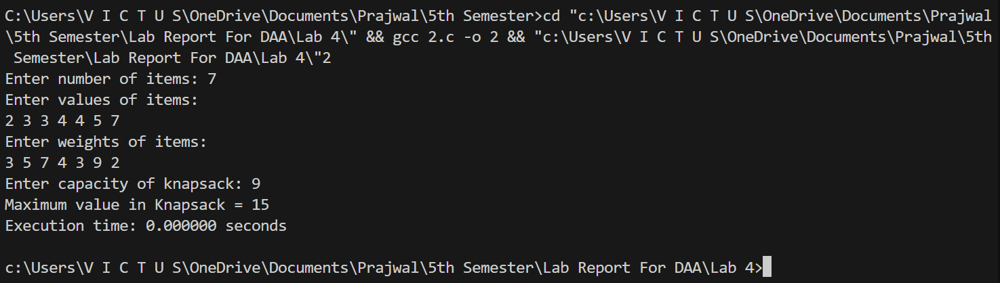 C:\Users\V I C T U S\OneDrive\Documents\Prajwal\5th Semester>cd "c:\Users\V I C T U S\OneDrive\Documents\Prajwal
\5th Semester\Lab Report For DAA\Lab 4\" && gcc 2.c -o 2 && "c:\Users\V I C T U S\OneDrive\Documents\Prajwal\5th
 Semester\Lab Report For DAA\Lab 4\"2
Enter number of items: 7
Enter values of items:
2 3 3 4 4 5 7
Enter weights of items:
3 5 7 4 3 9 2
Enter capacity of knapsack: 9
Maximum value in Knapsack = 15
Execution time: 0.000000 seconds
c:\Users\V I C T U S\OneDrive\Documents\Prajwal\5th Semester\Lab Report For DAA\Lab 4>